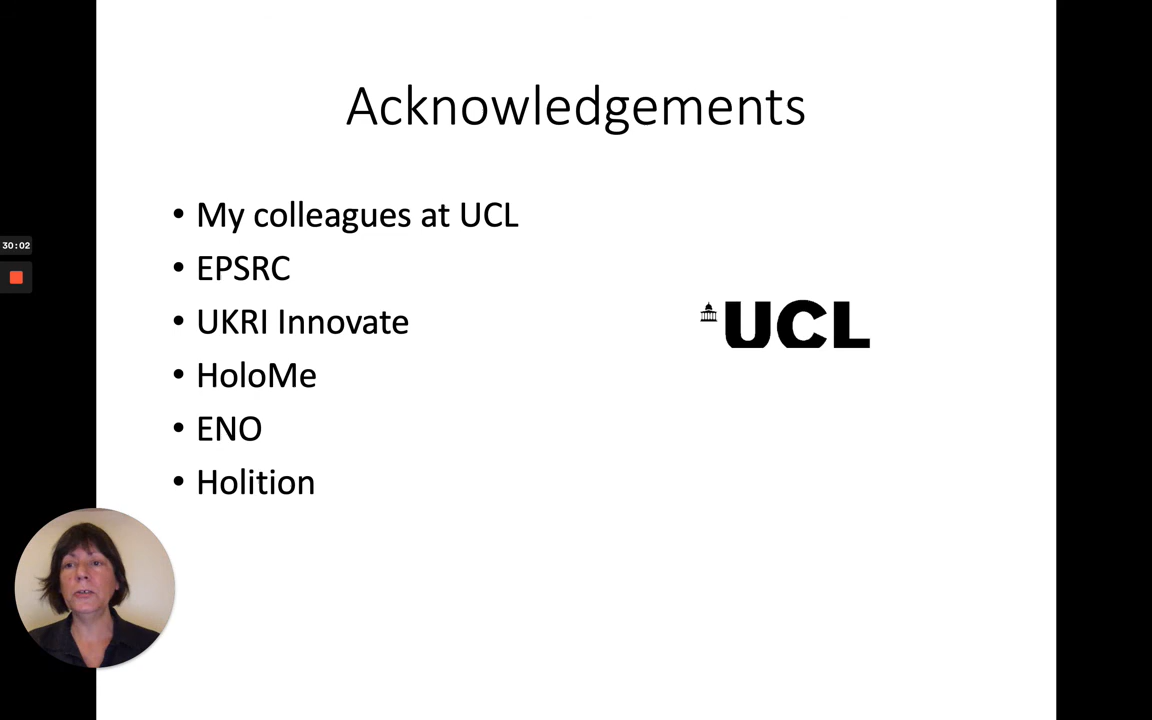 Acknowledgements
• My colleagues at UCL
• EPSRC
• UKRI Innovate
• HoloMe
• ENO
• Holition
UCL
30:02